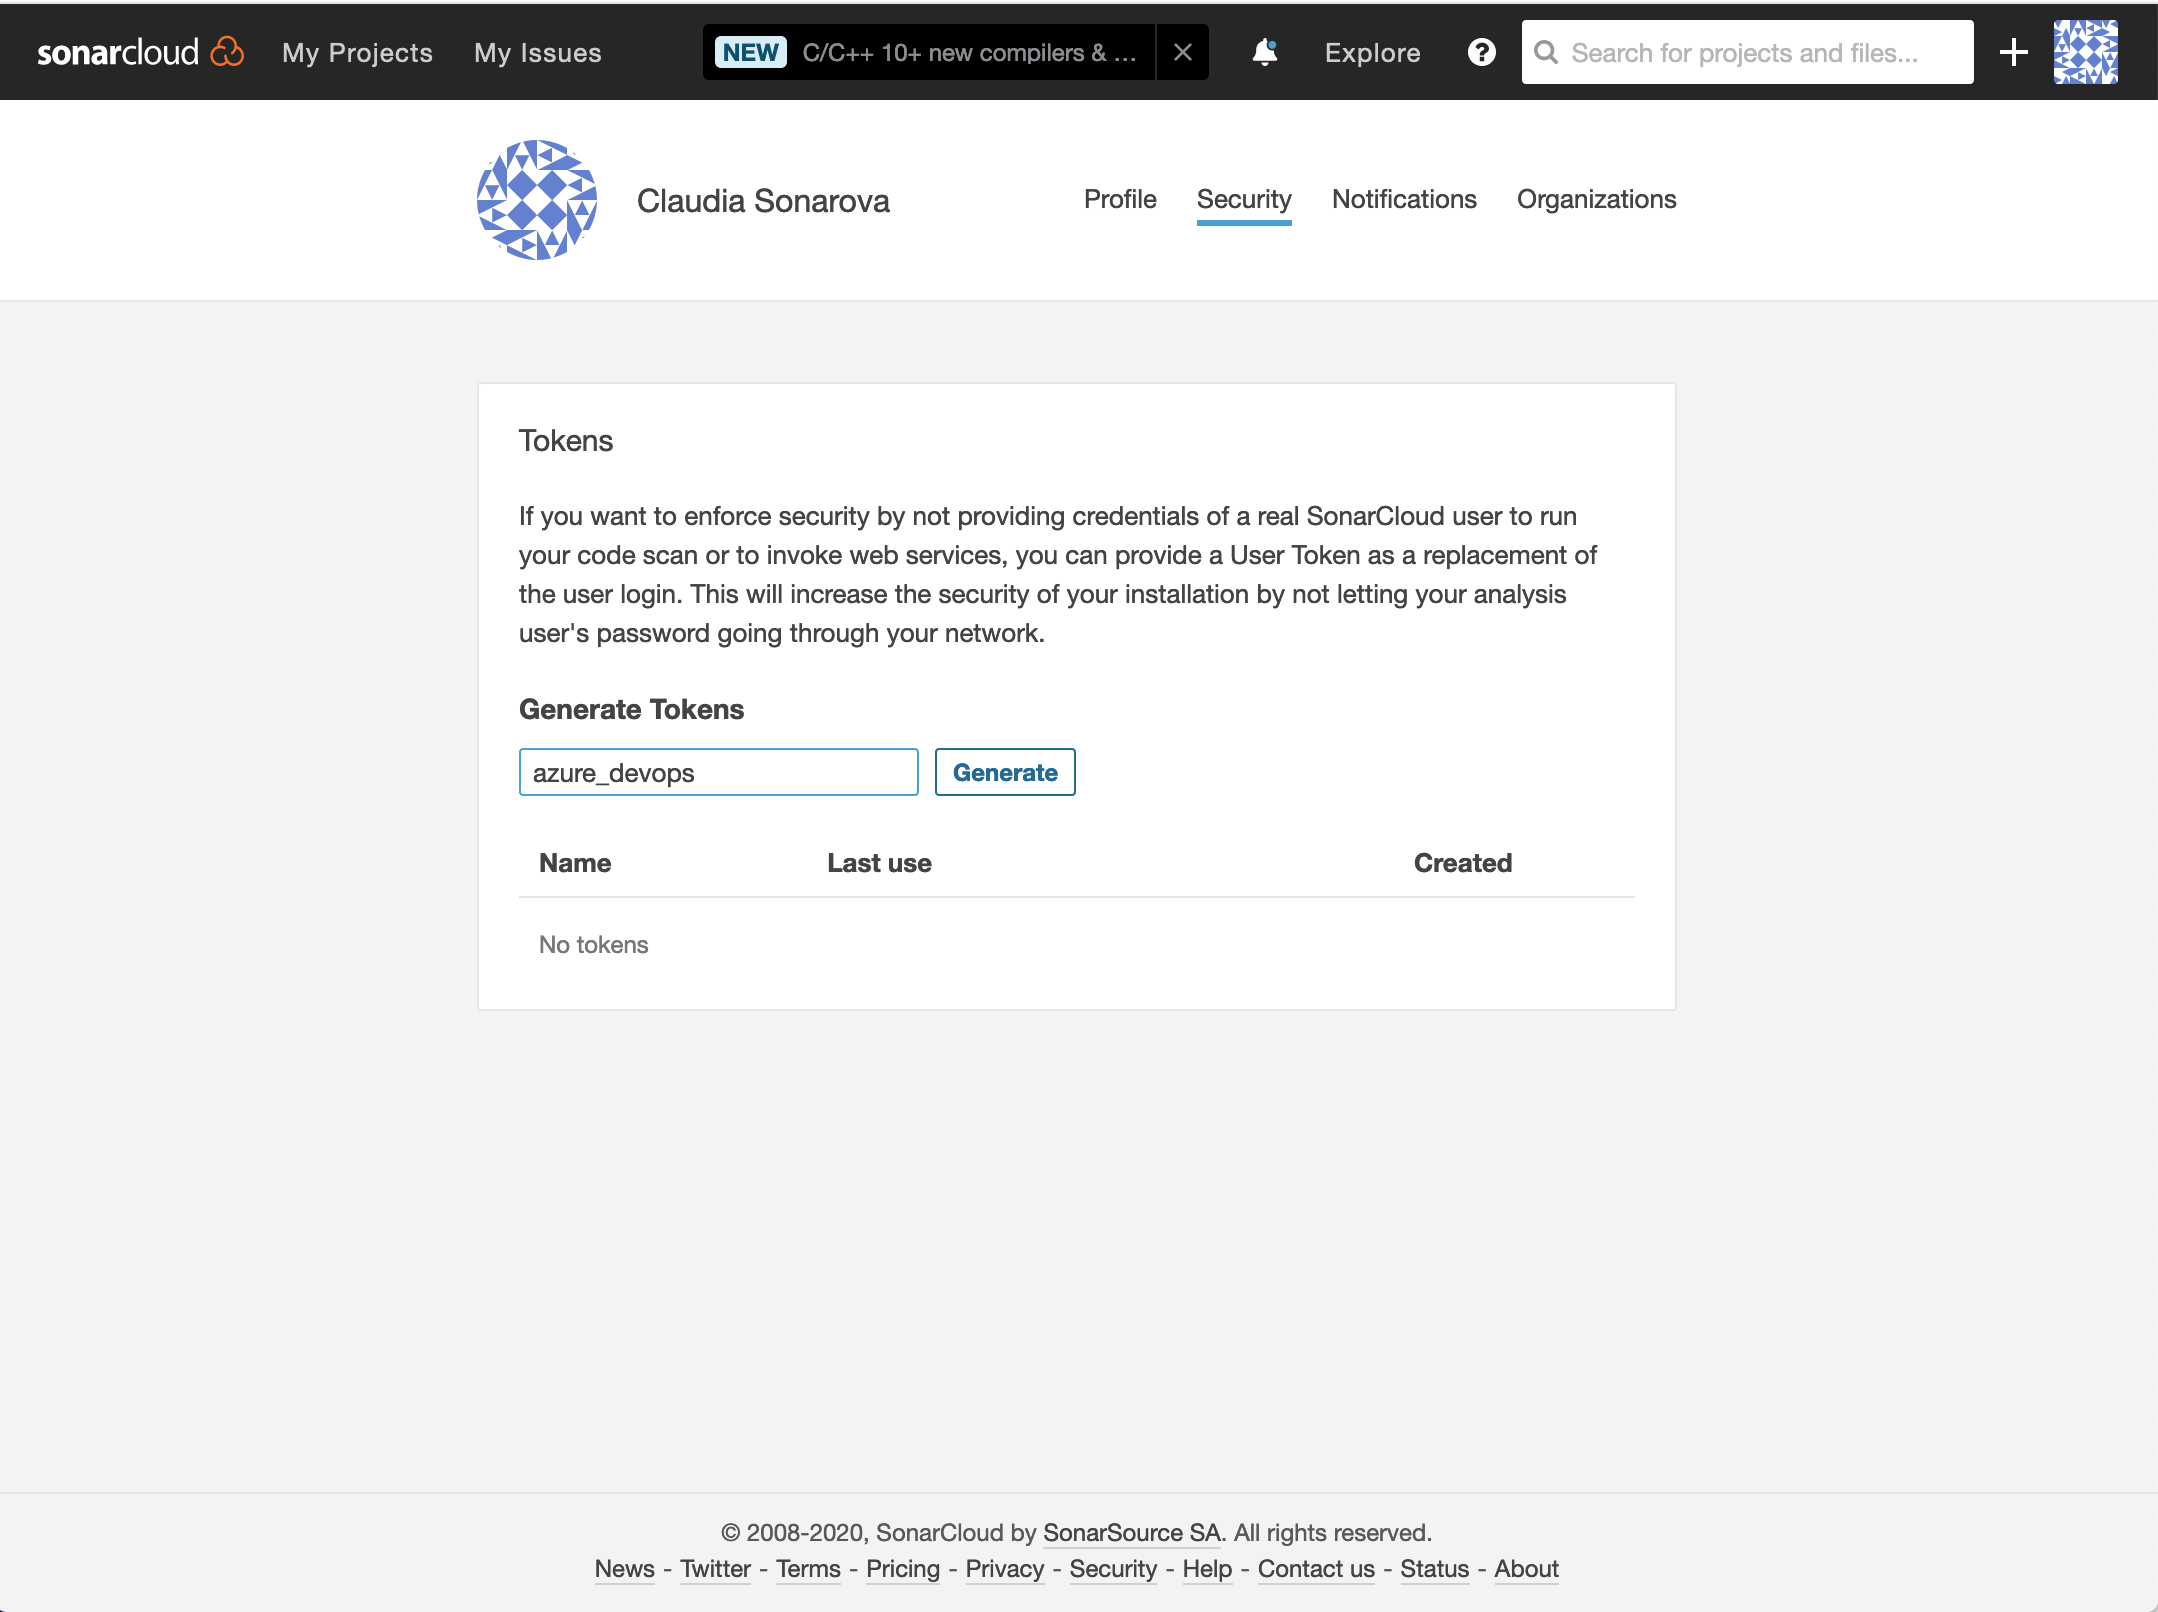 sonarcloud My Projects My Issues NEW C/C++ 10+ new compilers & ... Explore ? Search for projects and files...
Claudia Sonarova Profile Security Notifications Organizations
Tokens
If you want to enforce security by not providing credentials of a real SonarCloud user to run
your code scan or to invoke web services, you can provide a User Token as a replacement of
the user login. This will increase the security of your installation by not letting your analysis
user's password going through your network.
Generate Tokens
azure_devops Generate
Name Last use Created
No tokens
© 2008-2020, SonarCloud by SonarSource SA. All rights reserved.
News - Twitter - Terms - Pricing - Privacy - Security - Help - Contact us - Status - About